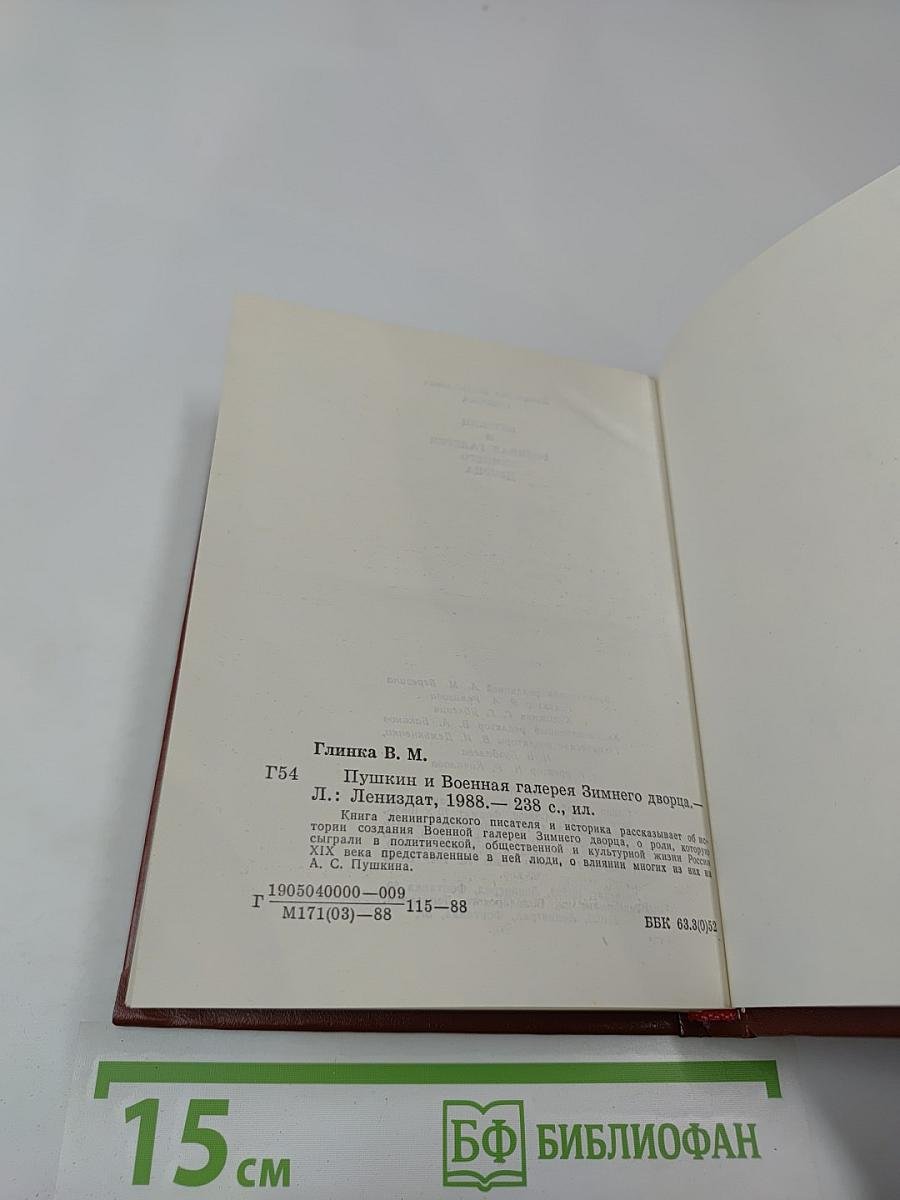 Глинка В. М.
Г54 Пушкин и Военная галерея Зимнего дворца.—
Л.: Лениздат, 1988.— 238 с., ил.
Книга ленинградского писателя и историка рассказывает об ис-
тории создания Военной галереи Зимнего дворца, о роли, которую
сыграли в политической, общественной и культурной жизни России
XIX века представленные в ней люди, о влиянии многих из них на
А. С. Пушкина.
Г 1905040000—009
М171(03)—88 115—88
ББК 63.3(0)52
15 см
БФ БИБЛИОФАН